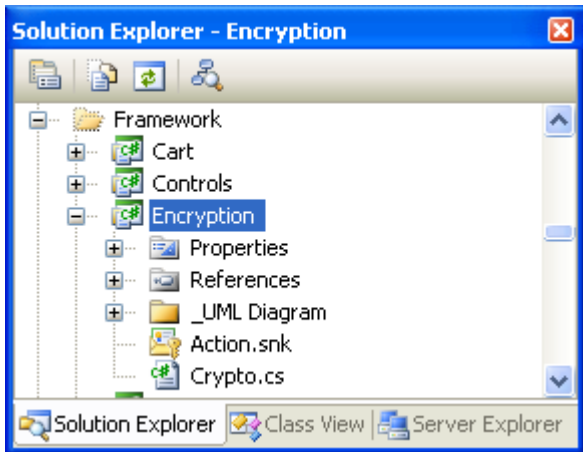 Solution Explorer - Encryption
Framework
C# Cart
C# Controls
C# Encryption
Properties
References
_UML Diagram
Action.snk
Crypto.cs
Solution Explorer Class View Server Explorer